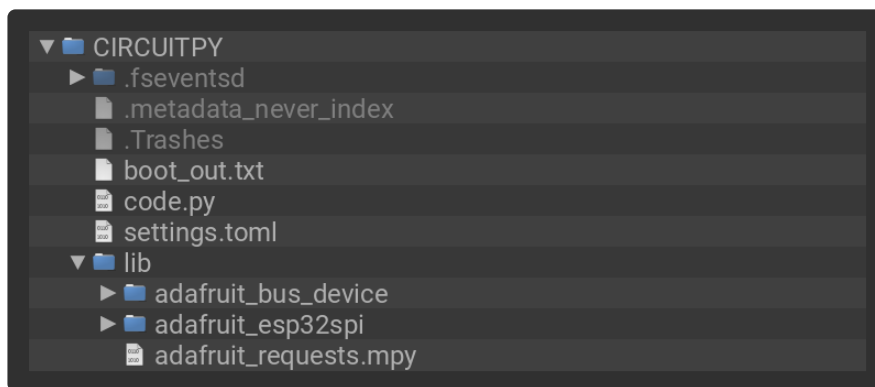 CIRCUITPY
.fseventsd
.metadata_never_index
.Trashes
boot_out.txt
code.py
settings.toml
lib
adafruit_bus_device
adafruit_esp32spi
adafruit_requests.mpy